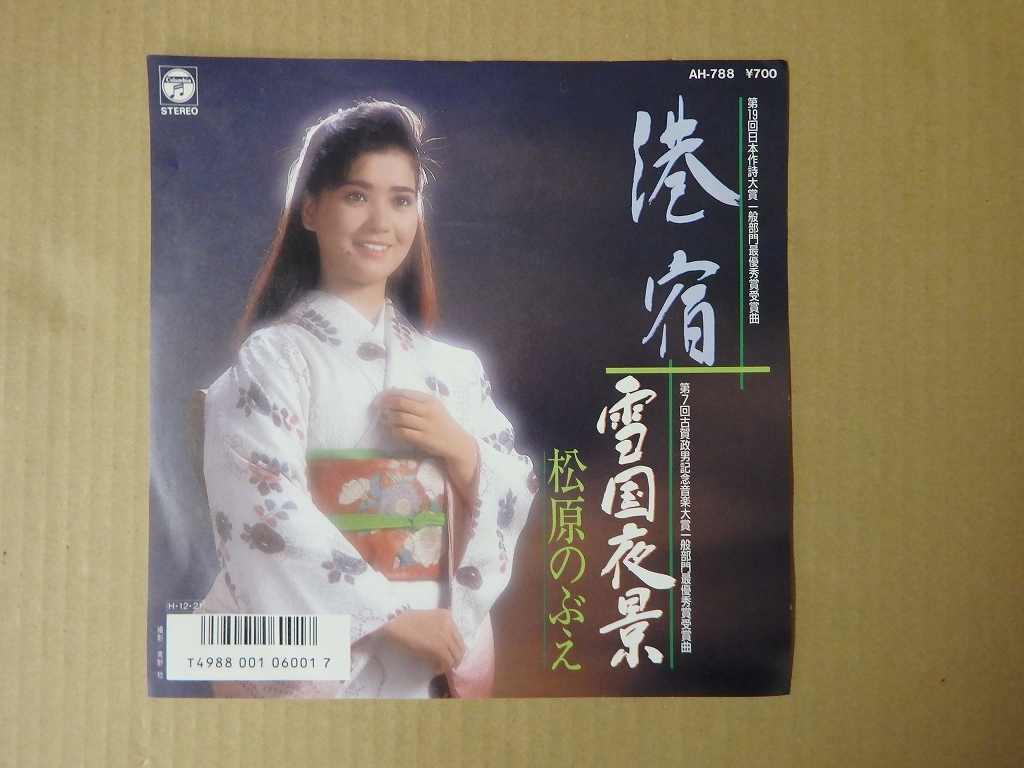 Columbia
STEREO
AH-788 ¥700
港宿
第19回日本作詩大賞一般部門最優秀賞受賞曲
雪国夜景
第7回古賀政男記念音楽大賞一般部門最優秀賞受賞曲
松原のぶえ
H・12・21
T4988 001 06001 7